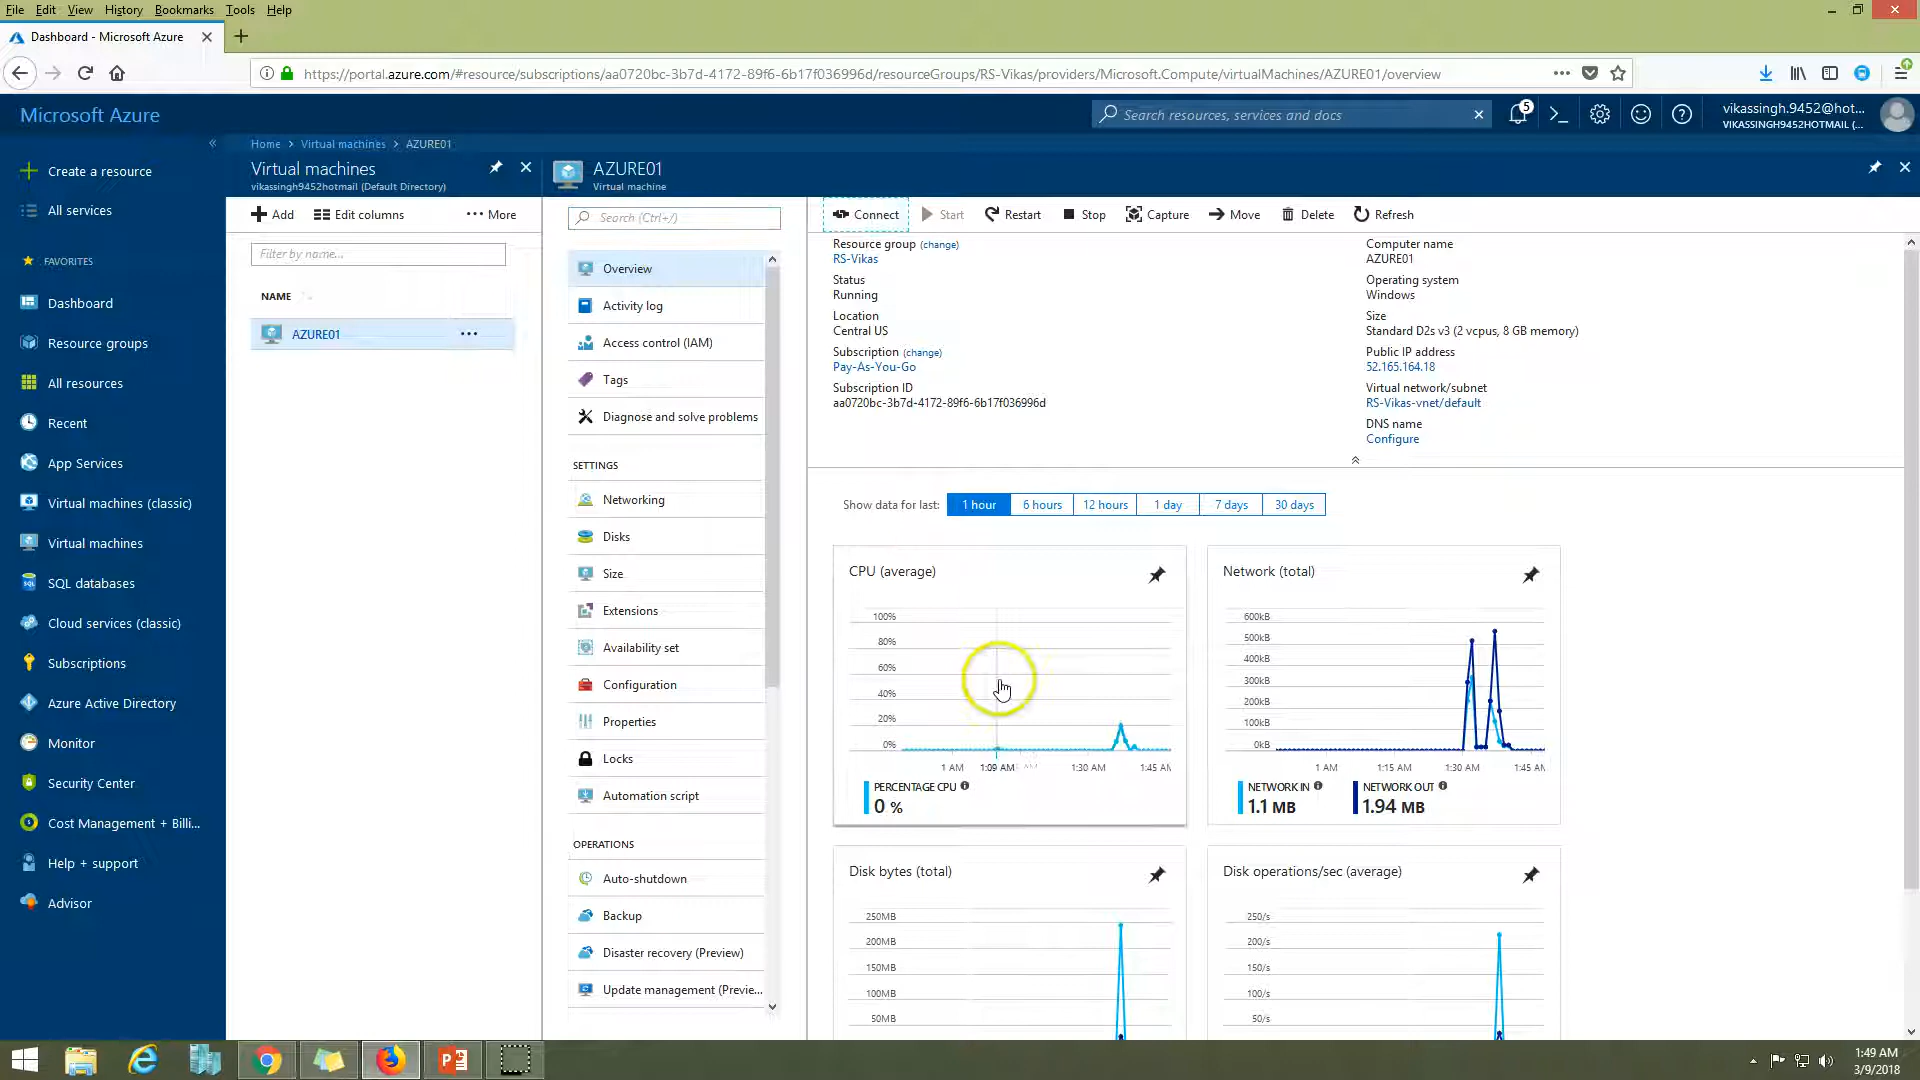 File Edit View History Bookmarks Tools Help
Dashboard - Microsoft Azure
https://portal.azure.com/#resource/subscriptions/aa0720bc-3b7d-4172-89f6-6b17f036996d/resourceGroups/RS-Vikas/providers/Microsoft.Compute/virtualMachines/AZURE01/overview
Microsoft Azure
Search resources, services and docs
5
vikassingh.9452@hot...
VIKASSINGH9452HOTMAIL (...
Create a resource
All services
FAVORITES
Dashboard
Resource groups
All resources
Recent
App Services
Virtual machines (classic)
Virtual machines
SQL databases
Cloud services (classic)
Subscriptions
Azure Active Directory
Monitor
Security Center
Cost Management + Billi...
Help + support
Advisor
Home > Virtual machines > AZURE01
Virtual machines
vikassingh9452hotmail (Default Directory)
Add Edit columns More
Filter by name...
NAME
AZURE01
AZURE01
Virtual machine
Search (Ctrl+/)
Overview
Activity log
Access control (IAM)
Tags
Diagnose and solve problems
SETTINGS
Networking
Disks
Size
Extensions
Availability set
Configuration
Properties
Locks
Automation script
OPERATIONS
Auto-shutdown
Backup
Disaster recovery (Preview)
Update management (Previe...
Connect Start Restart Stop Capture Move Delete Refresh
Resource group (change)
RS-Vikas
Status
Running
Location
Central US
Subscription (change)
Pay-As-You-Go
Subscription ID
aa0720bc-3b7d-4172-89f6-6b17f036996d
Computer name
AZURE01
Operating system
Windows
Size
Standard D2s v3 (2 vcpus, 8 GB memory)
Public IP address
52.165.164.18
Virtual network/subnet
RS-Vikas-vnet/default
DNS name
Configure
Show data for last: 1 hour 6 hours 12 hours 1 day 7 days 30 days
CPU (average)
100%
80%
60%
40%
20%
0%
1 AM 1:09 AM 1:30 AM 1:45 AM
PERCENTAGE CPU
0 %
Network (total)
600kB
500kB
400kB
300kB
200kB
100kB
0kB
1 AM 1:15 AM 1:30 AM 1:45 AM
NETWORK IN
1.1 MB
NETWORK OUT
1.94 MB
Disk bytes (total)
250MB
200MB
150MB
100MB
50MB
Disk operations/sec (average)
250/s
200/s
150/s
100/s
50/s
1:49 AM
3/9/2018